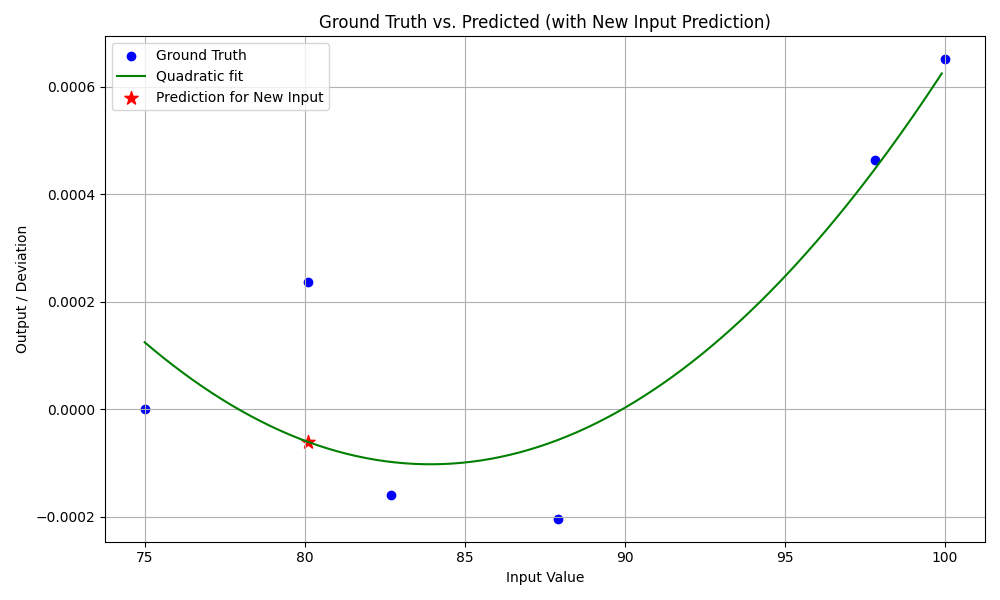 Ground Truth vs. Predicted (with New Input Prediction)
Ground Truth
Quadratic fit
Prediction for New Input
0.0006
0.0004
0.0002
0.0000
−0.0002
Output / Deviation
75 80 85 90 95 100
Input Value